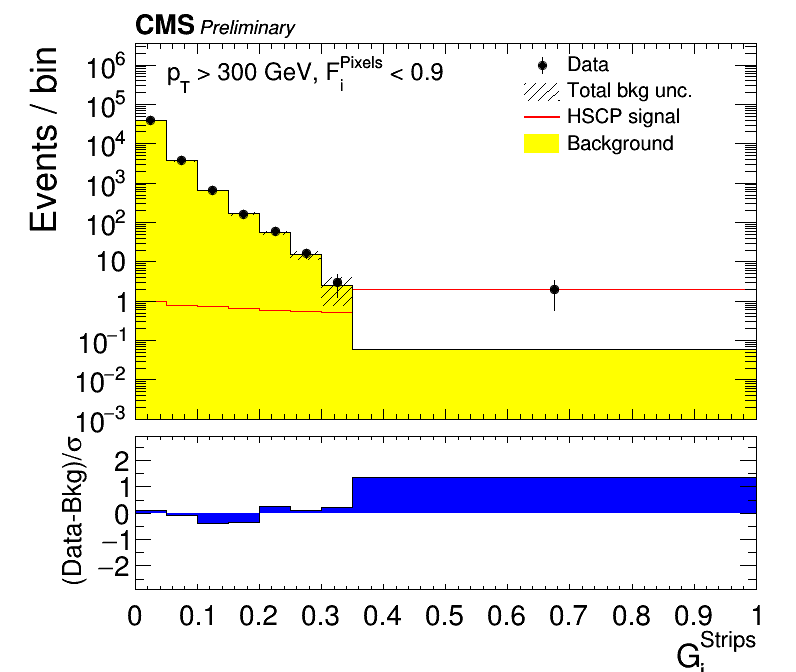 CMS Preliminary
p_T > 300 GeV, F_i^Pixels < 0.9
Data
Total bkg unc.
HSCP signal
Background
Events / bin
10^6
10^5
10^4
10^3
10^2
10
1
10^−1
10^−2
10^−3
(Data-Bkg)/σ
2
1
0
−1
−2
0 0.1 0.2 0.3 0.4 0.5 0.6 0.7 0.8 0.9 1
G_i^Strips